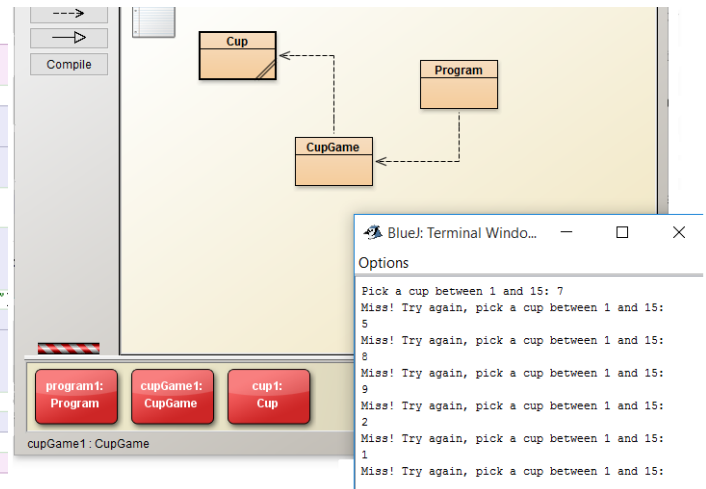 Compile
Cup
Program
CupGame
BlueJ: Terminal Windo...
Options
Pick a cup between 1 and 15: 7
Miss! Try again, pick a cup between 1 and 15:
5
Miss! Try again, pick a cup between 1 and 15:
8
Miss! Try again, pick a cup between 1 and 15:
9
Miss! Try again, pick a cup between 1 and 15:
2
Miss! Try again, pick a cup between 1 and 15:
1
Miss! Try again, pick a cup between 1 and 15:
program1:
Program
cupGame1:
CupGame
cup1:
Cup
cupGame1 : CupGame